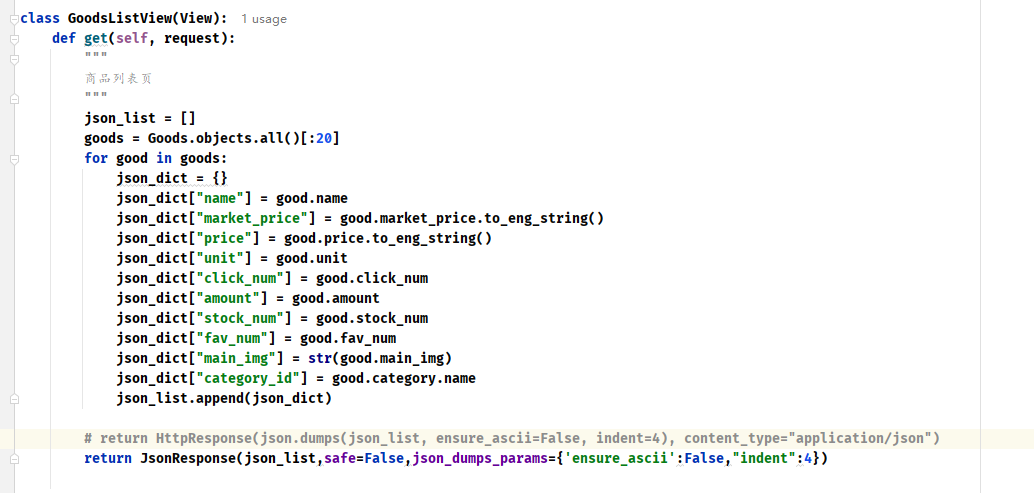 class GoodsListView(View):   1 usage
    def get(self, request):
        """
        商品列表页
        """
        json_list = []
        goods = Goods.objects.all()[:20]
        for good in goods:
            json_dict = {}
            json_dict["name"] = good.name
            json_dict["market_price"] = good.market_price.to_eng_string()
            json_dict["price"] = good.price.to_eng_string()
            json_dict["unit"] = good.unit
            json_dict["click_num"] = good.click_num
            json_dict["amount"] = good.amount
            json_dict["stock_num"] = good.stock_num
            json_dict["fav_num"] = good.fav_num
            json_dict["main_img"] = str(good.main_img)
            json_dict["category_id"] = good.category.name
            json_list.append(json_dict)
        # return HttpResponse(json.dumps(json_list, ensure_ascii=False, indent=4), content_type="application/json")
        return JsonResponse(json_list,safe=False,json_dumps_params={'ensure_ascii':False,"indent":4})